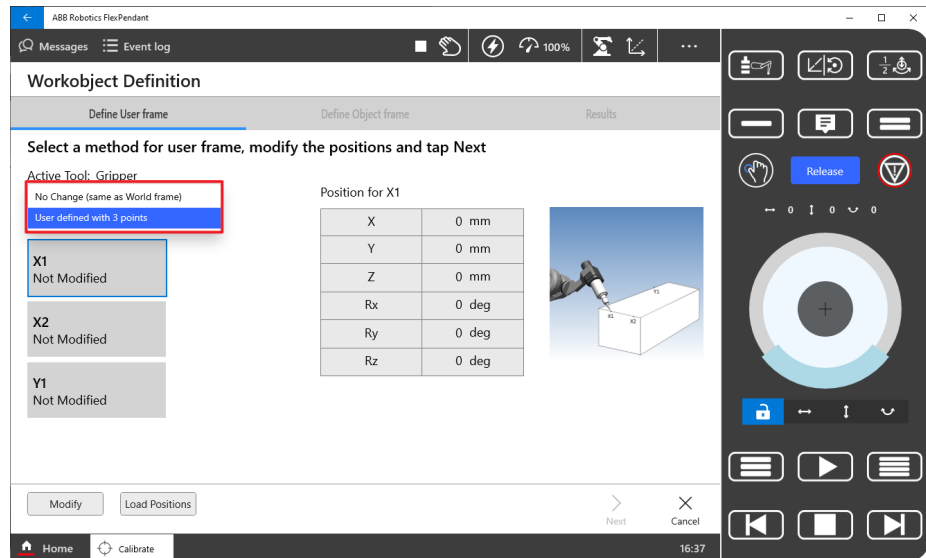 ABB Robotics FlexPendant
Messages
Event log
100%
Workobject Definition
Define User frame
Define Object frame
Results
Select a method for user frame, modify the positions and tap Next
Active Tool: Gripper
No Change (same as World frame)
User defined with 3 points
X1
Not Modified
X2
Not Modified
Y1
Not Modified
Position for X1
X 0 mm
Y 0 mm
Z 0 mm
Rx 0 deg
Ry 0 deg
Rz 0 deg
Y1
X1 X2
Modify
Load Positions
Next
Cancel
Home
Calibrate
16:37
1/2
Release
0 0 0